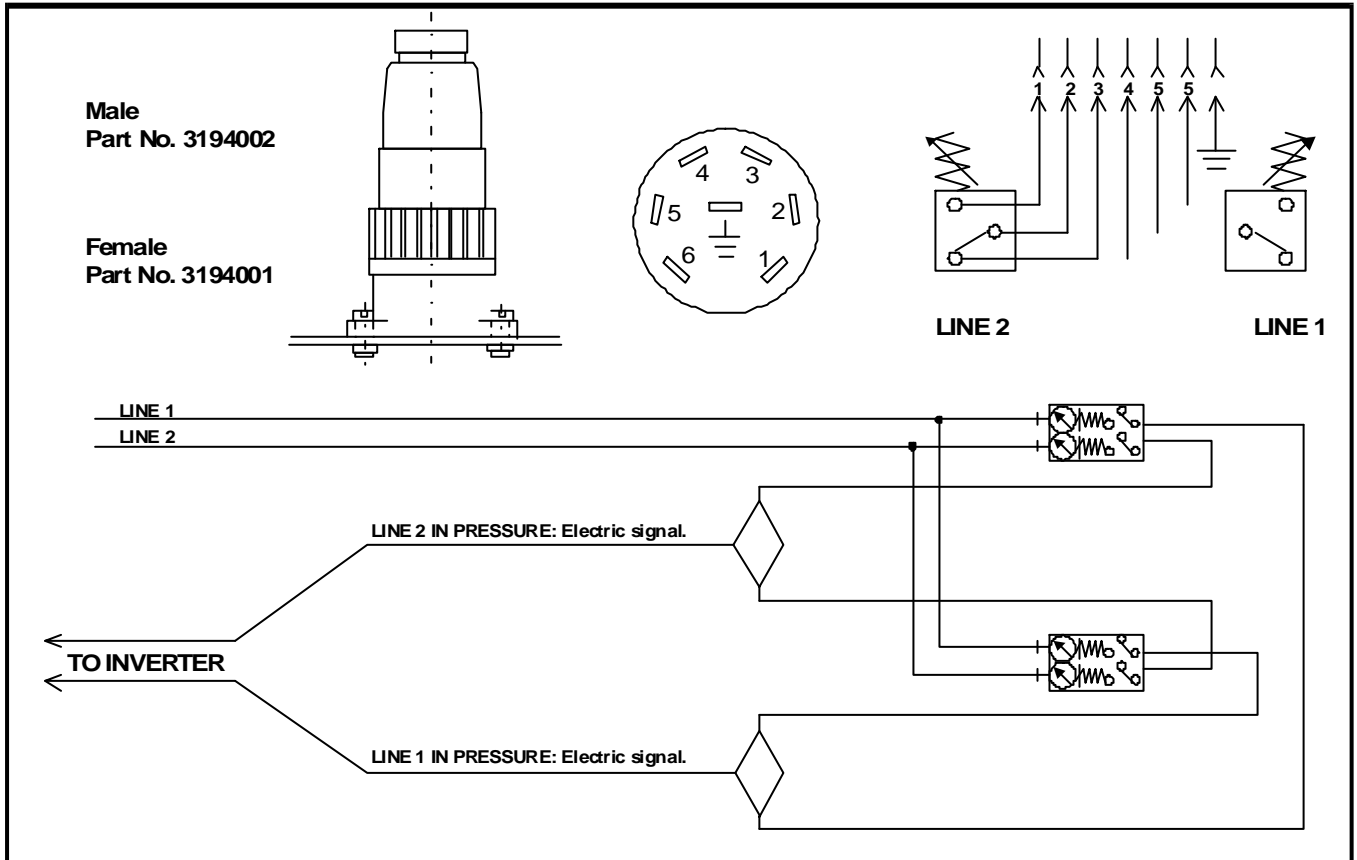 Male
Part No. 3194002
Female
Part No. 3194001
4 3
5 2
6 1
1 2 3 4 5 5
LINE 2 LINE 1
LINE 1
LINE 2
LINE 2 IN PRESSURE: Electric signal.
TO INVERTER
LINE 1 IN PRESSURE: Electric signal.